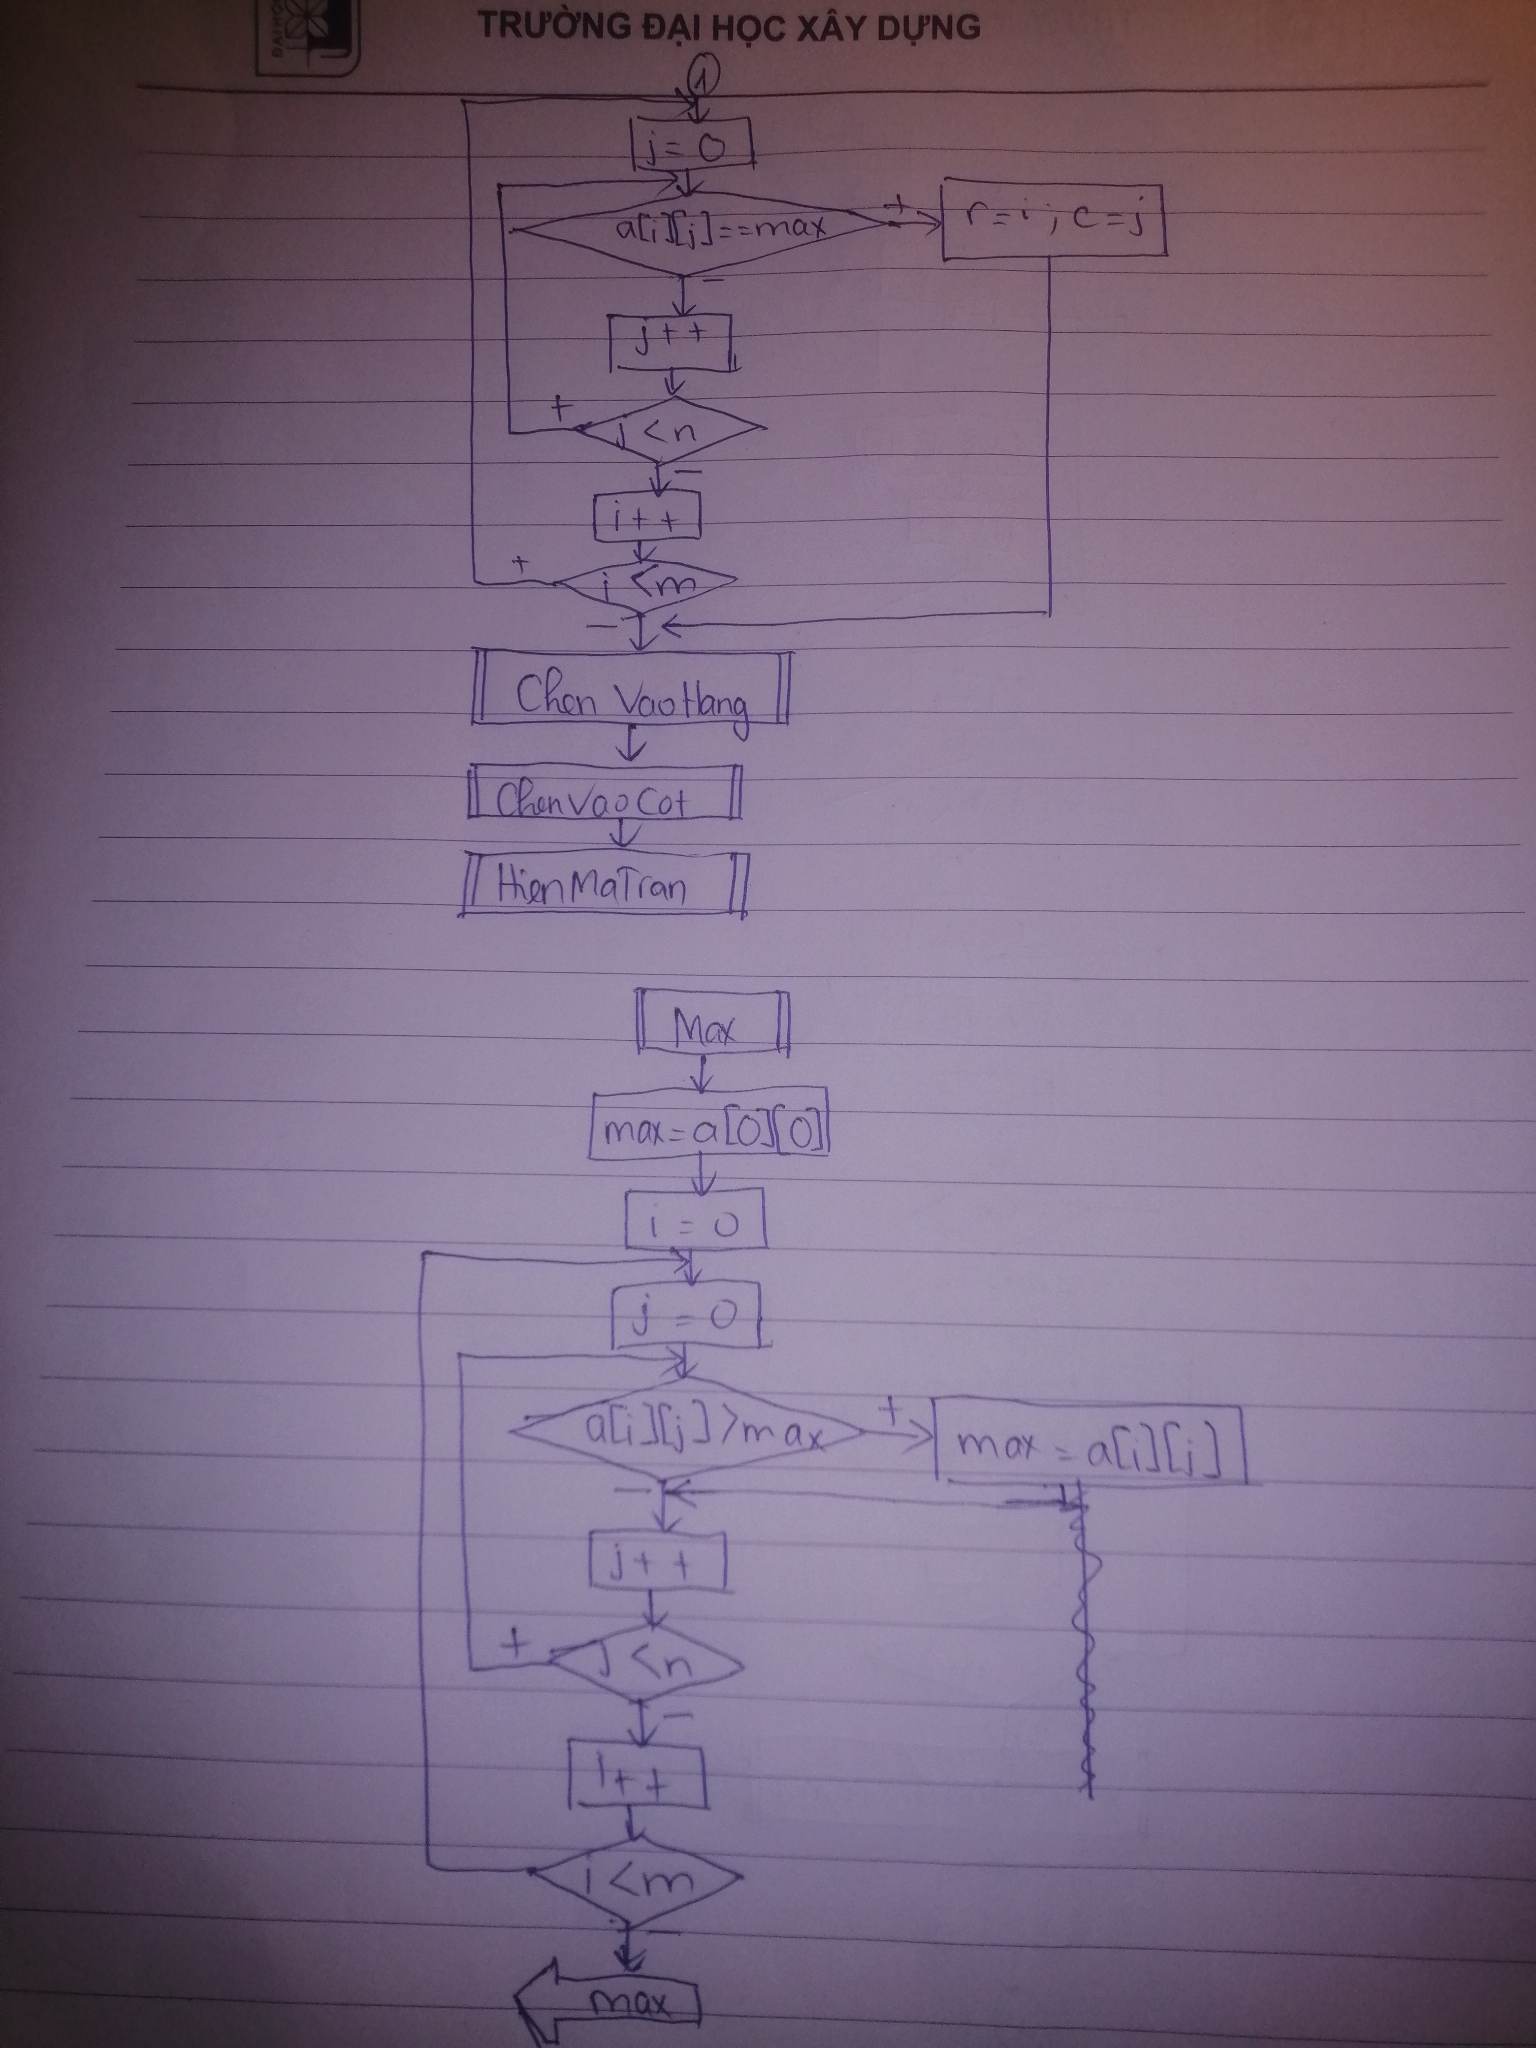 TRƯỜNG ĐẠI HỌC XÂY DỰNG
1
j = 0
a[i][j]==max
+
r=i ; c=j
-
j++
+
j<n
-
i++
+
i<m
-
Chen VaoHang
ChenVaoCot
HienMaTran
Max
max=a[0][0]
i = 0
j = 0
a[i][j]>max
+
max = a[i][j]
-
j++
+
j<n
-
i++
i<m
-
max